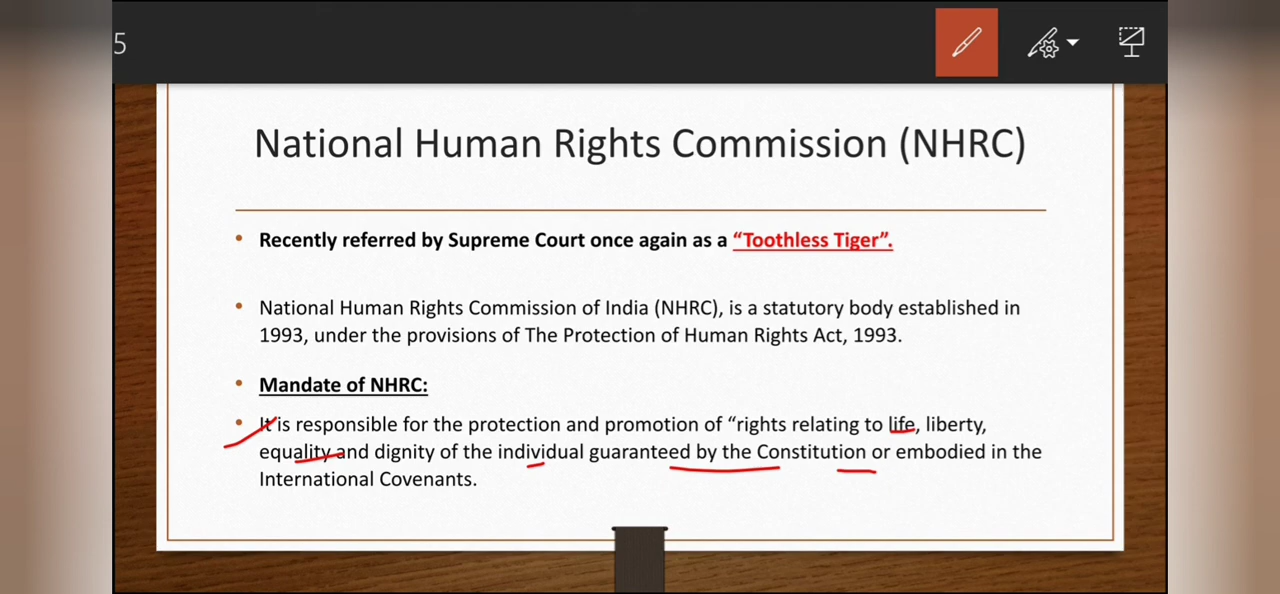 5
National Human Rights Commission (NHRC)
• Recently referred by Supreme Court once again as a “Toothless Tiger”.
• National Human Rights Commission of India (NHRC), is a statutory body established in
1993, under the provisions of The Protection of Human Rights Act, 1993.
• Mandate of NHRC:
• It is responsible for the protection and promotion of “rights relating to life, liberty,
equality and dignity of the individual guaranteed by the Constitution or embodied in the
International Covenants.